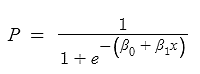 P = 1 / (1 + e^{-(β₀ + β₁x)})